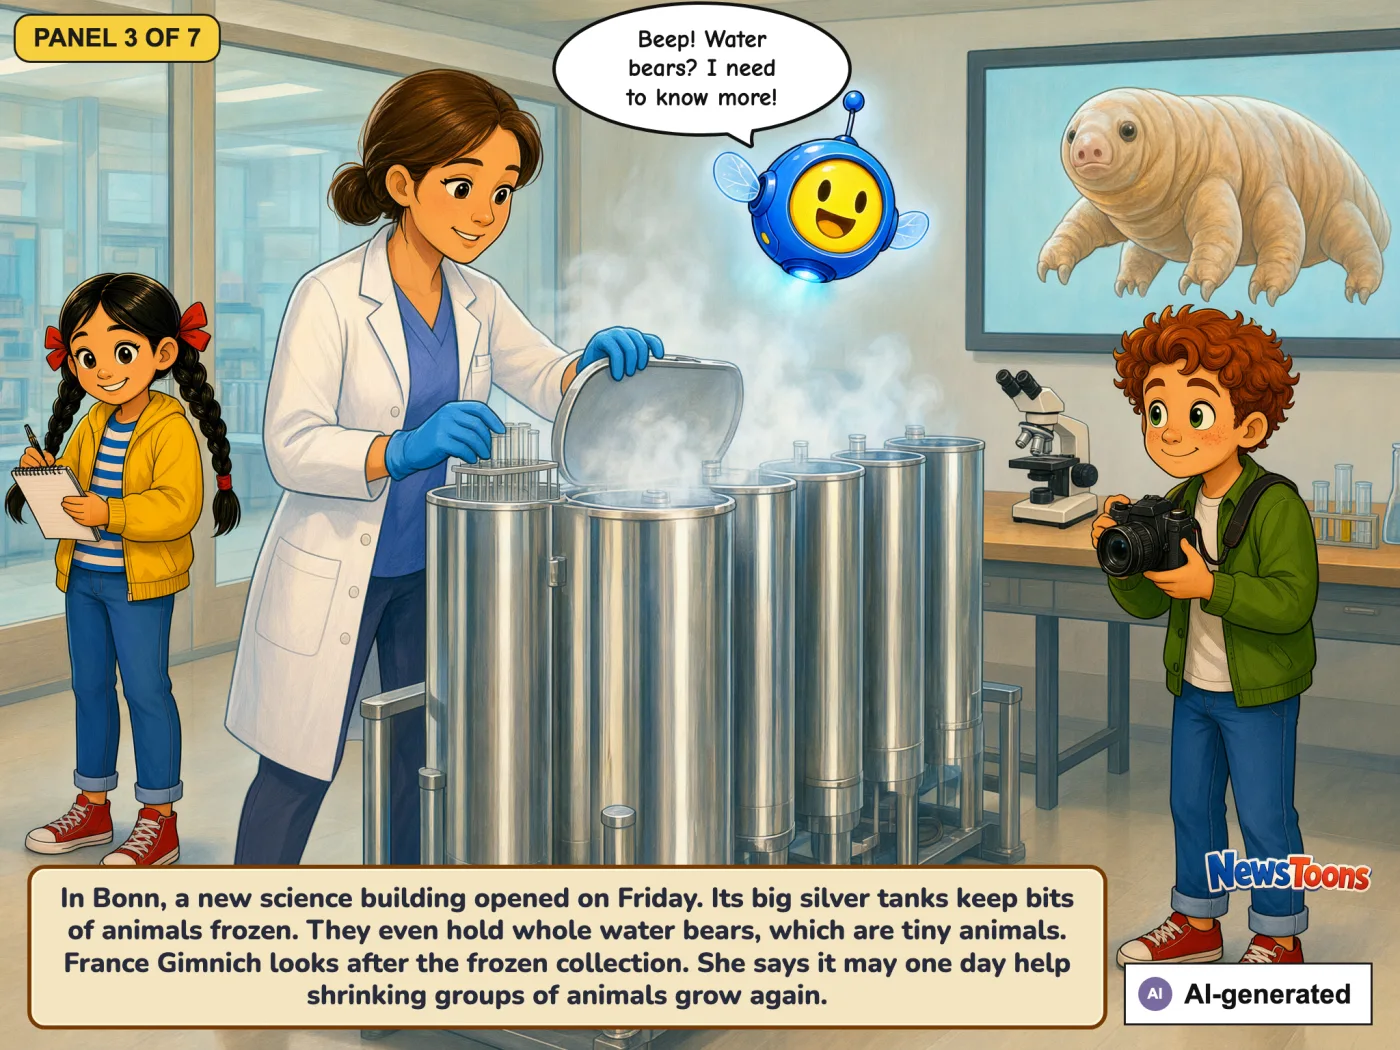 PANEL 3 OF 7
Beep! Water
bears? I need
to know more!
In Bonn, a new science building opened on Friday. Its big silver tanks keep bits
of animals frozen. They even hold whole water bears, which are tiny animals.
France Gimnich looks after the frozen collection. She says it may one day help
shrinking groups of animals grow again.
NewsToons
AI AI-generated